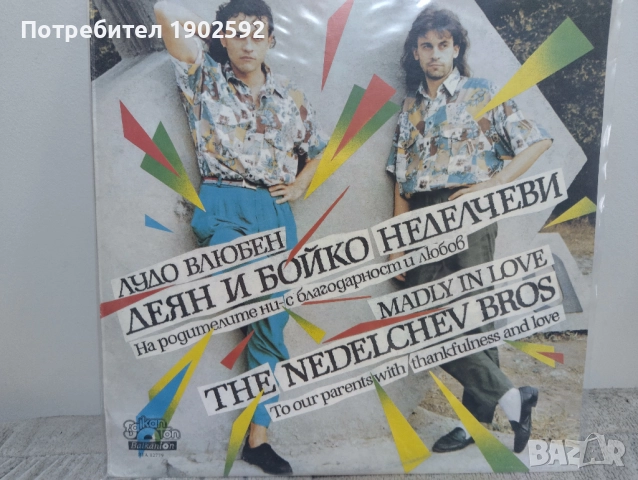 Потребител 1902592
ЛУДО ВЛЮБЕН
ДЕЯН И БОЙКО НЕДЕЛЧЕВИ
На родителите ни-с благодарност и любов
MADLY IN LOVE
THE NEDELCHEV BROS
To our parents with thankfulness and love
Balkanton
BAZAR